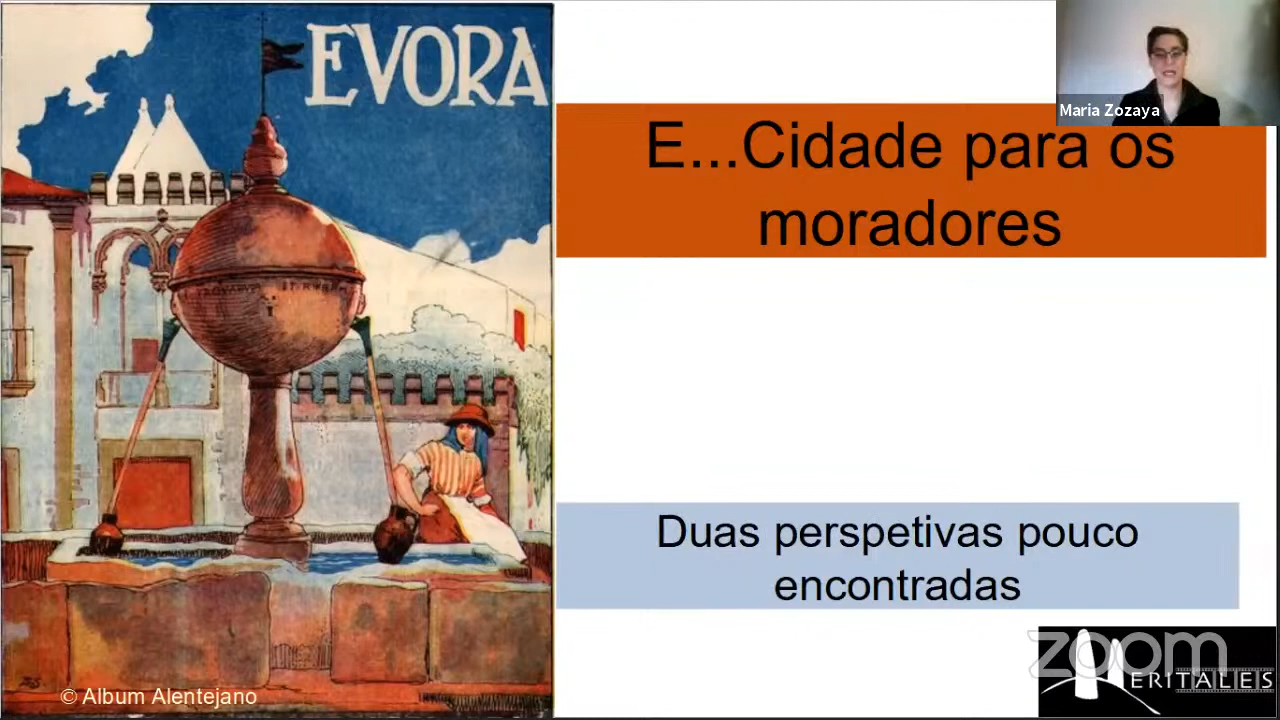 EVORA
Maria Zozaya
E...Cidade para os
moradores
Duas perspetivas pouco
encontradas
© Album Alentejano
zoom
HERITALES